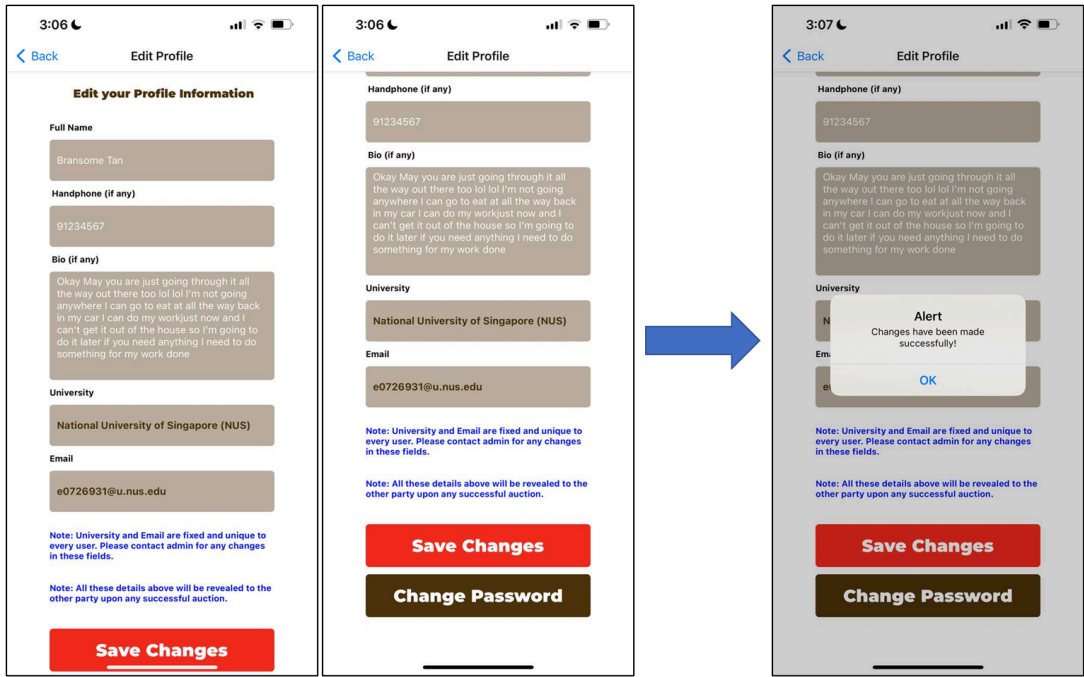 3:06
Back
Edit Profile
Edit your Profile Information
Full Name
Bransome Tan
Handphone (if any)
91234567
Bio (if any)
Okay May you are just going through it all
the way out there too lol lol I'm not going
anywhere I can go to eat at all the way back
in my car I can do my workjust now and I
can't get it out of the house so I'm going to
do it later if you need anything I need to do
something for my work done
University
National University of Singapore (NUS)
Email
e0726931@u.nus.edu
Note: University and Email are fixed and unique to
every user. Please contact admin for any changes
in these fields.
Note: All these details above will be revealed to the
other party upon any successful auction.
Save Changes
3:06
Back
Edit Profile
Handphone (if any)
91234567
Bio (if any)
Okay May you are just going through it all
the way out there too lol lol I'm not going
anywhere I can go to eat at all the way back
in my car I can do my workjust now and I
can't get it out of the house so I'm going to
do it later if you need anything I need to do
something for my work done
University
National University of Singapore (NUS)
Email
e0726931@u.nus.edu
Note: University and Email are fixed and unique to
every user. Please contact admin for any changes
in these fields.
Note: All these details above will be revealed to the
other party upon any successful auction.
Save Changes
Change Password
3:07
Back
Edit Profile
Handphone (if any)
91234567
Bio (if any)
Okay May you are just going through it all
the way out there too lol lol I'm not going
anywhere I can go to eat at all the way back
in my car I can do my workjust now and I
can't get it out of the house so I'm going to
do it later if you need anything I need to do
something for my work done
University
N
Alert
Changes have been made
successfully!
Em
OK
Note: University and Email are fixed and unique to
every user. Please contact admin for any changes
in these fields.
Note: All these details above will be revealed to the
other party upon any successful auction.
Save Changes
Change Password